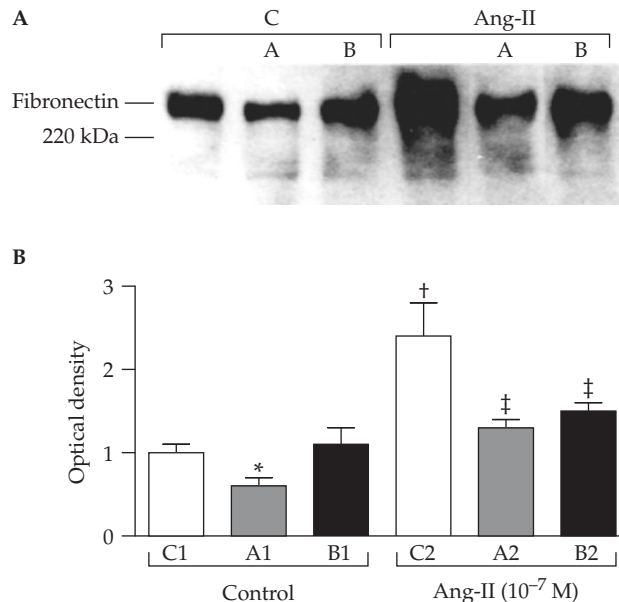 A
C
Ang-II
A B A B
Fibronectin
220 kDa
B
3
2
1
0
Optical density
*
†
‡
‡
C1 A1 B1 C2 A2 B2
Control Ang-II (10⁻⁷ M)